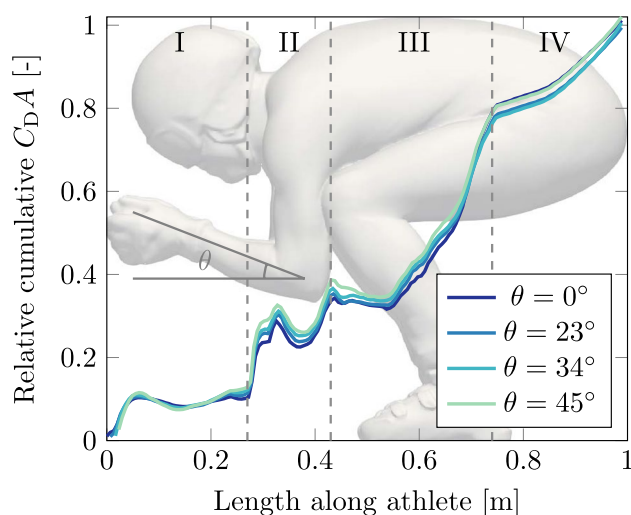 I II III IV
1
0.8
0.6
0.4
0.2
0
Relative cumulative C_D A [-]
θ
θ = 0°
θ = 23°
θ = 34°
θ = 45°
0 0.2 0.4 0.6 0.8 1
Length along athlete [m]